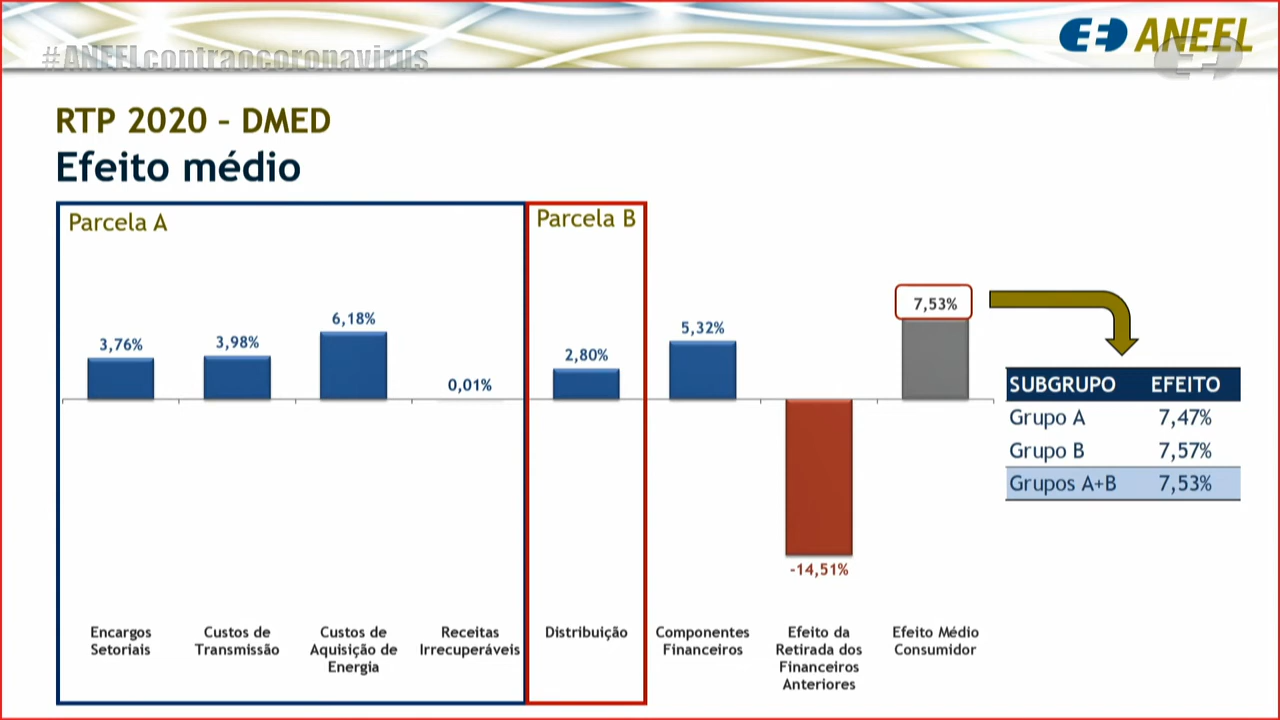 #ANEELcontraocoronavirus
ANEEL
RTP 2020 – DMED
Efeito médio
Parcela A
Parcela B
3,76%
3,98%
6,18%
0,01%
2,80%
5,32%
-14,51%
7,53%
Encargos
Setoriais
Custos de
Transmissão
Custos de
Aquisição de
Energia
Receitas
Irrecuperáveis
Distribuição
Componentes
Financeiros
Efeito da
Retirada dos
Financeiros
Anteriores
Efeito Médio
Consumidor
SUBGRUPO EFEITO
Grupo A 7,47%
Grupo B 7,57%
Grupos A+B 7,53%